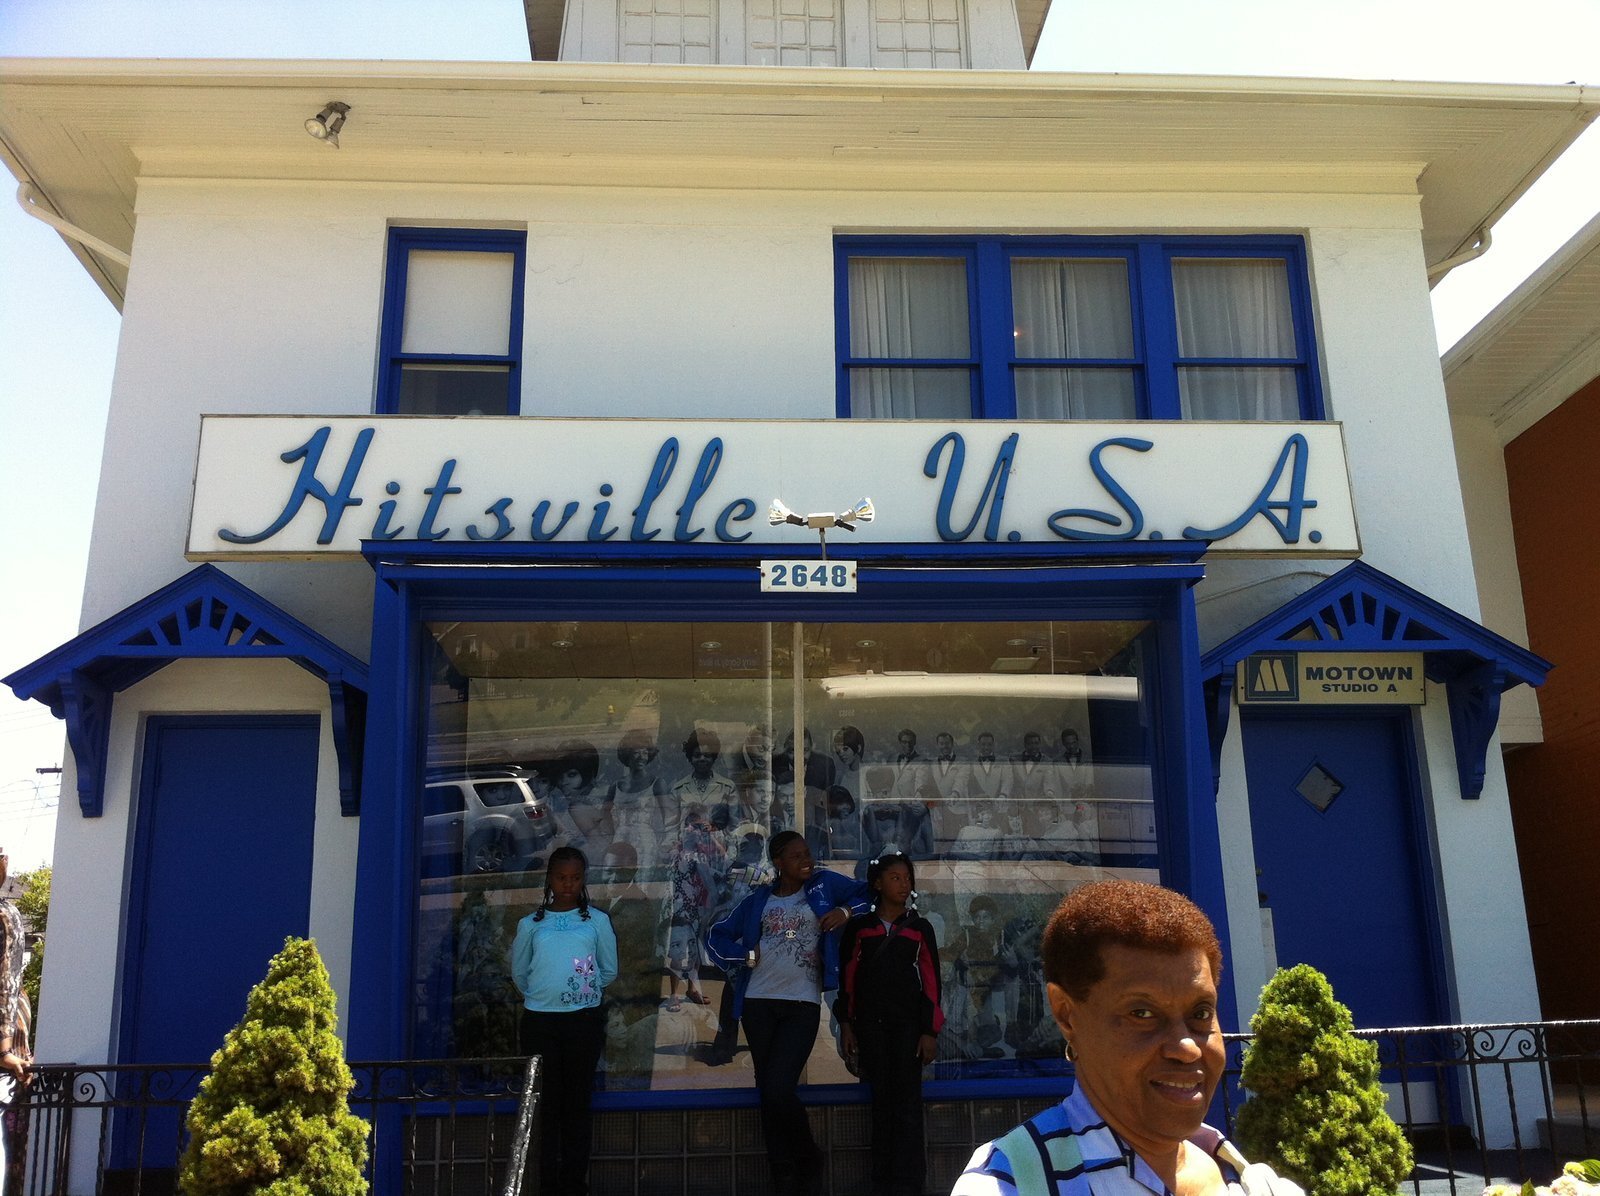 Hitsville U.S.A.
2648
MOTOWN
STUDIO A